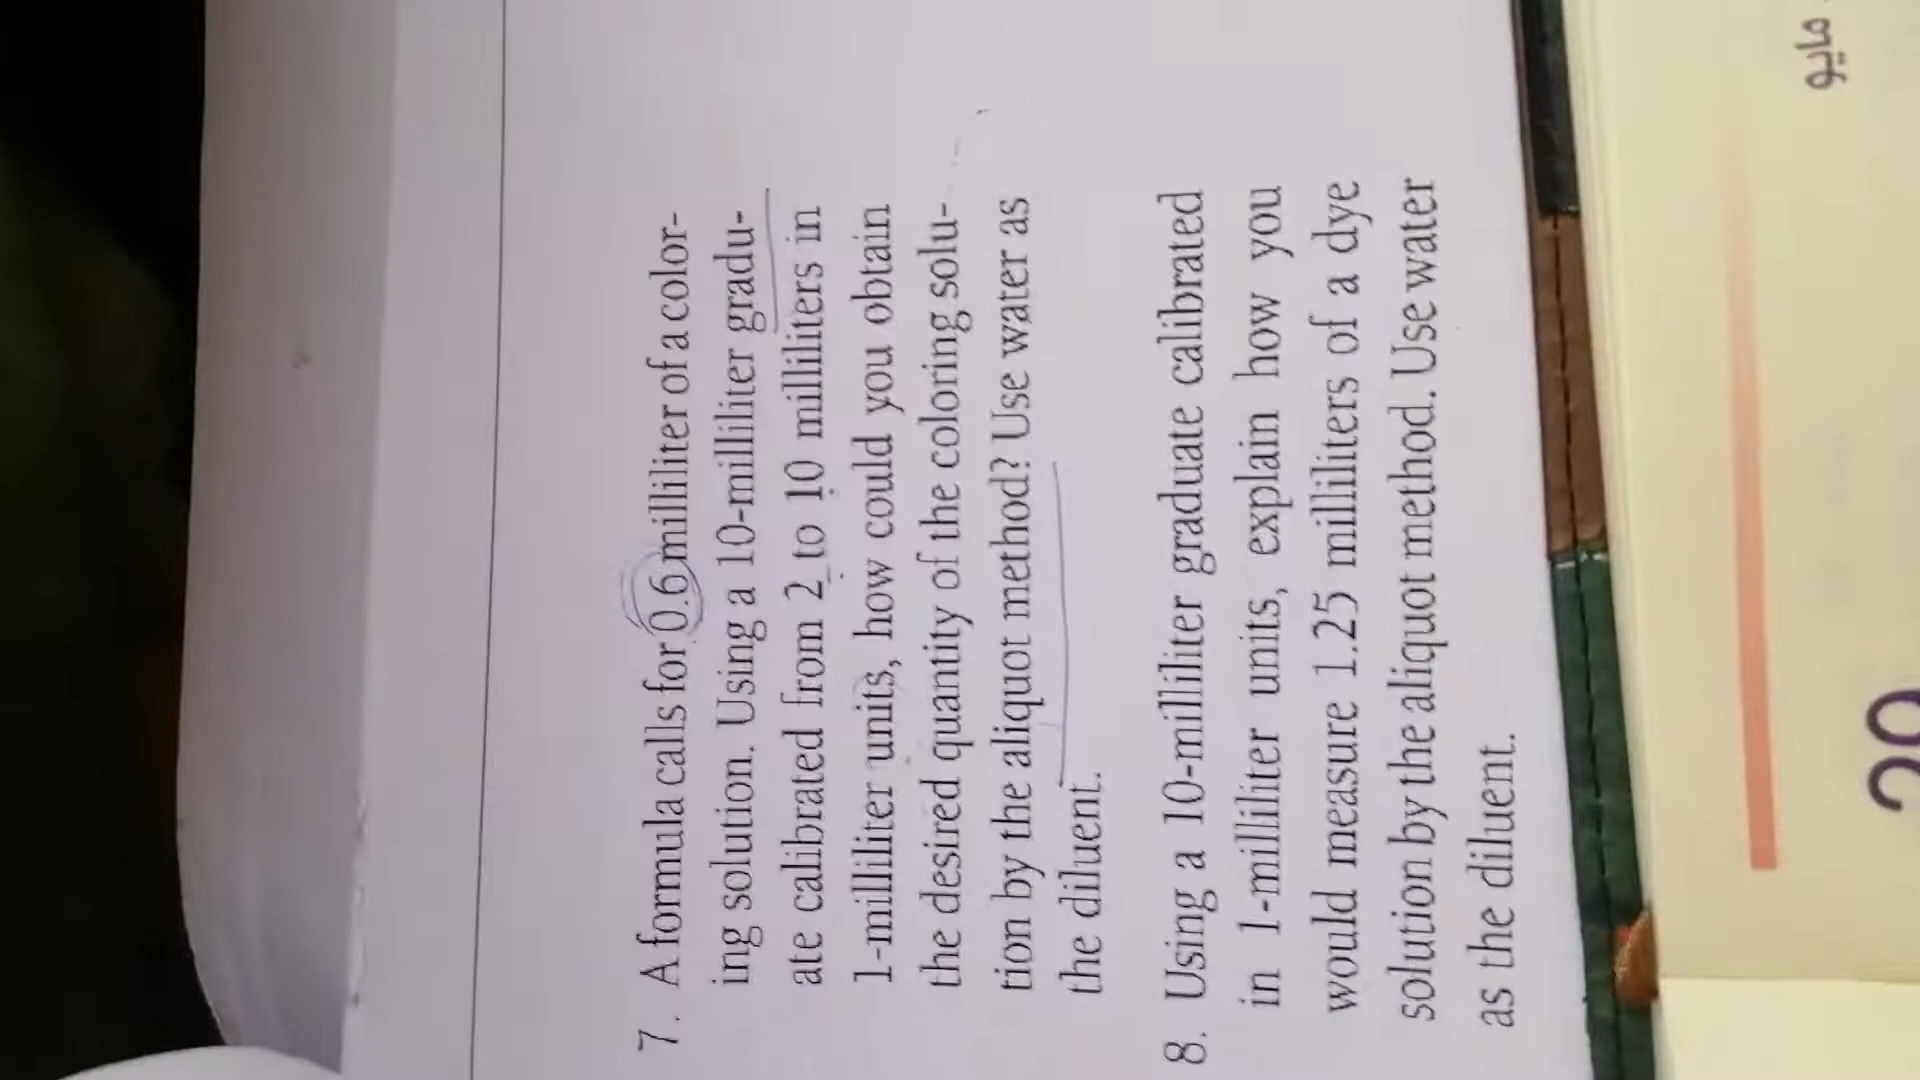 7. A formula calls for 0.6 milliliter of a color-
ing solution. Using a 10-milliliter gradu-
ate calibrated from 2 to 10 milliliters in
1-milliliter units, how could you obtain
the desired quantity of the coloring solu-
tion by the aliquot method? Use water as
the diluent.
8. Using a 10-milliliter graduate calibrated
in 1-milliliter units, explain how you
would measure 1.25 milliliters of a dye
solution by the aliquot method. Use water
as the diluent.
مايو